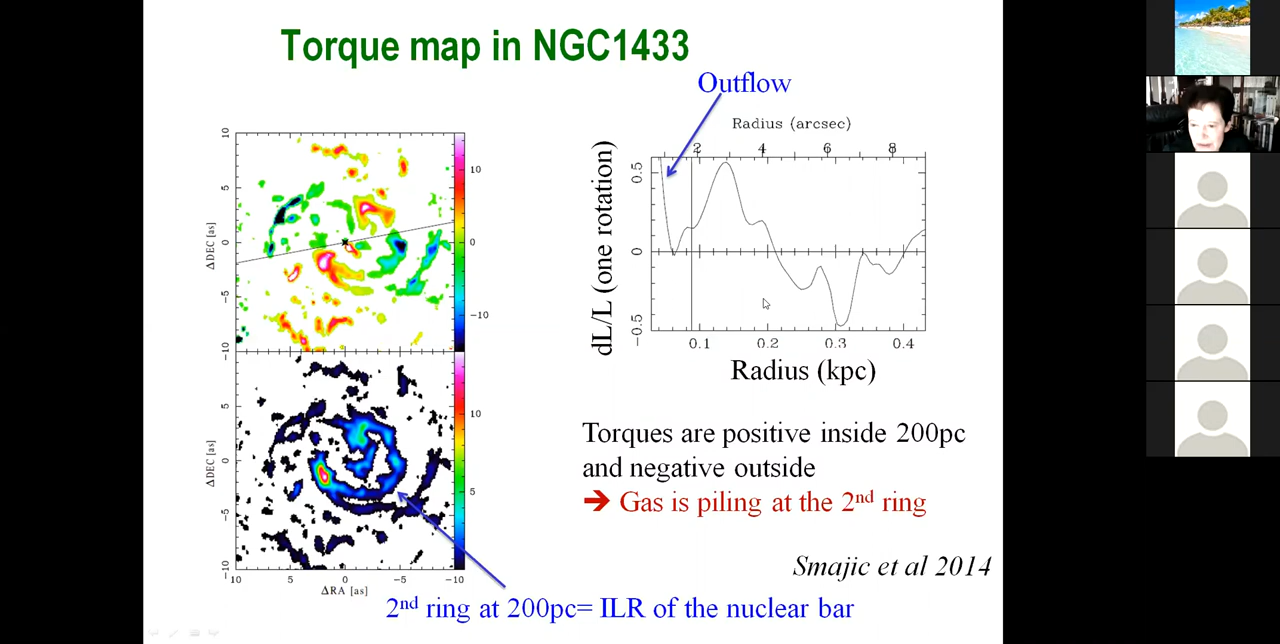 Torque map in NGC1433
Outflow
Radius (arcsec)
2 4 6 8
dL/L (one rotation)
0.5
0
−0.5
0.1 0.2 0.3 0.4
Radius (kpc)
ΔDEC [as]
10
5
0
−5
−10
10
0
−10
ΔDEC [as]
5
0
−5
−10
10
5
10 5 0 −5 −10
ΔRA [as]
Torques are positive inside 200pc
and negative outside
➔ Gas is piling at the 2nd ring
Smajic et al 2014
2nd ring at 200pc= ILR of the nuclear bar